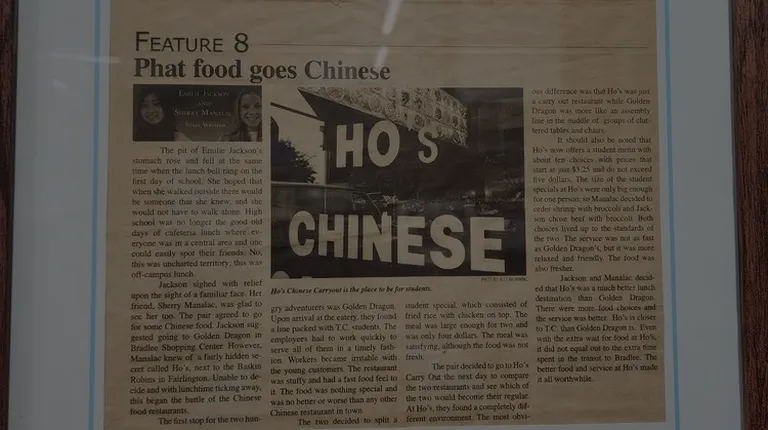 FEATURE 8
Phat food goes Chinese
EMILIE JACKSON
AND
SHERRY MANALAC
STAFF WRITERS
The pit of Emilie Jackson's
stomach rose and fell at the same
time when the lunch bell rang on the
first day of school. She hoped that
when she walked outside there would
be someone that she knew, and she
would not have to walk alone. High
school was no longer the good old
days of cafeteria lunch where ev-
eryone was in a central area and one
could easily spot their friends. No,
this was uncharted territory, this was
off-campus lunch.
Jackson sighed with relief
upon the sight of a familiar face. Her
friend, Sherry Manalac, was glad to
see her too. The pair agreed to go
for some Chinese food. Jackson sug-
gested going to Golden Dragon in
Bradlee Shopping Center. However,
Manalac knew of a fairly hidden se-
cret called Ho's, next to the Baskin
Robins in Fairlington. Unable to de-
cide and with lunchtime ticking away,
this began the battle of the Chinese
food restaurants.
The first stop for the two hun-
HO'S
CHINESE
Ho's Chinese Carryout is the place to be for students.
gry adventurers was Golden Dragon.
Upon arrival at the eatery, they found
a line packed with T.C. students. The
employees had to work quickly to
serve all of them in a timely fash-
ion. Workers became irritable with
the young customers. The restaurant
was stuffy and had a fast food feel to
it. The food was nothing special and
was no better or worse than any other
Chinese restaurant in town.
The two decided to split a
student special, which consisted of
fried rice with chicken on top. The
meal was large enough for two and
was only four dollars. The meal was
satisfying, although the food was not
fresh.
The pair decided to go to Ho's
Carry Out the next day to compare
the two restaurants and see which of
the two would become their regular.
At Ho's, they found a completely dif-
ferent environment. The most obvi-
ous difference was that Ho's was just
a carry out restaurant while Golden
Dragon was more like an assembly
line in the middle of groups of clut-
tered tables and chairs.
It should also be noted that
Ho's now offers a student menu with
about ten choices with prices that
start at just $3.25 and do not exceed
five dollars. The size of the student
specials at Ho's were only big enough
for one person, so Manalac decided to
order shrimp with broccoli and Jack-
son chose beef with broccoli. Both
choices lived up to the standards of
the two. The service was not as fast
as Golden Dragon's, but it was more
relaxed and friendly. The food was
also fresher.
Jackson and Manalac decid-
ed that Ho's was a much better lunch
destination than Golden Dragon.
There were more food choices and
the service was better. Ho's is closer
to T.C. than Golden Dragon is. Even
with the extra wait for food at Ho's,
it did not equal out to the extra time
spent in the transit to Bradlee. The
better food and service at Ho's made
it all worthwhile.